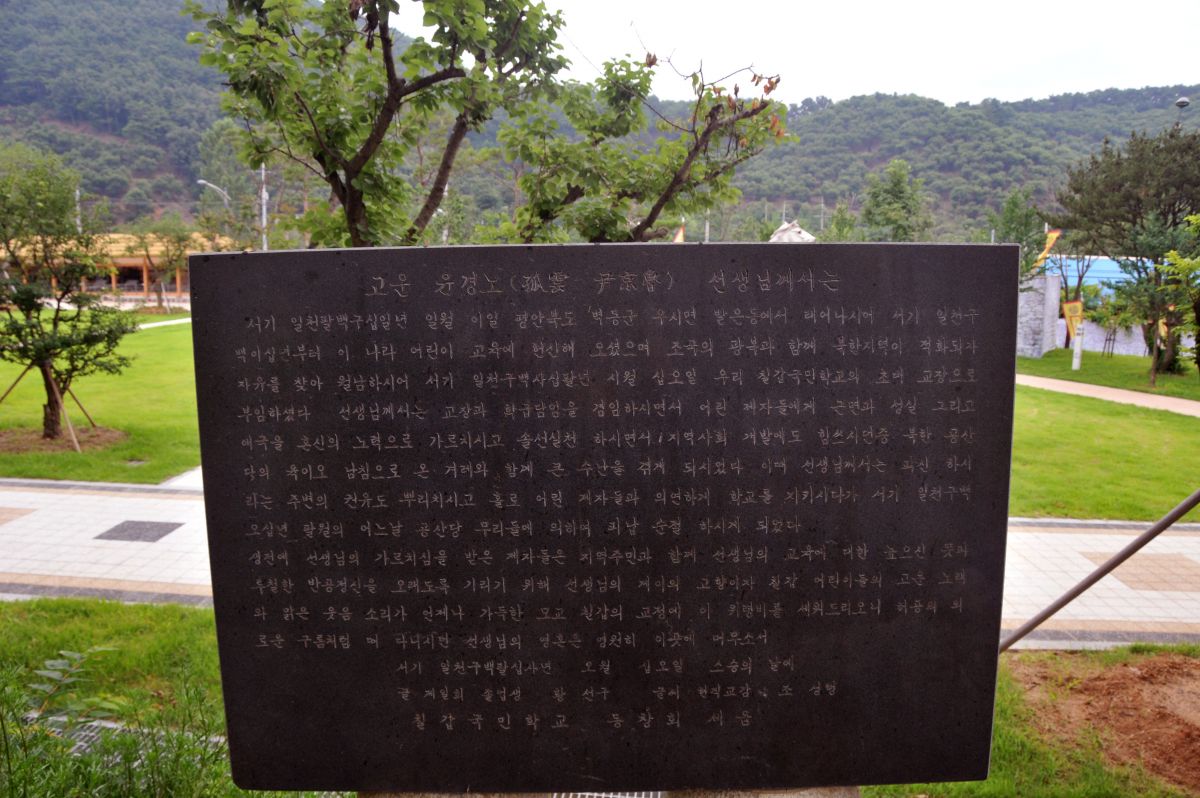 고운 윤경노(孤雲 尹京魯) 선생님께서는
서기 일천팔백구십일년 일월 이일 평안북도 벽동군 우시면 발은동에서 태어나시어 서기 일천구
백이십년부터 이 나라 어린이 교육에 헌신해 오셨으며 조국의 광복과 함께 북한지역이 적화되자
자유를 찾아 월남하시어 서기 일천구백사십팔년 시월 십오일 우리 칠갑국민학교의 초대 교장으로
부임하셨다 선생님께서는 교장과 학급담임을 겸임하시면서 어린 제자들에게 근면과 성실 그리고
애국을 혼신의 노력으로 가르치시고 솔선실천 하시면서 지역사회 개발에도 힘쓰시던중 북한 공산
당의 육이오 남침으로 온 겨레와 함께 큰 수난을 겪게 되시었다 이때 선생님께서는 피신 하시
라는 주변의 권유도 뿌리치시고 홀로 어린 제자들과 의연하게 학교를 지키시다가 서기 일천구백
오십년 팔월의 어느날 공산당 무리들에 의하여 피납 순절 하시게 되었다
생전에 선생님의 가르치심을 받은 제자들은 지역주민과 함께 선생님의 교육에 대한 높으신 뜻과
투철한 반공정신을 오래도록 기리기 위해 선생님의 제이의 고향이자 칠갑 어린이들의 고운 노래
와 맑은 웃음 소리가 언제나 가득한 모교 칠갑의 교정에 이 위령비를 세워드리오니 허공의 외
로운 구름처럼 떠 다니지만 선생님의 영혼은 영원히 이곳에 머무소서
서기 일천구백팔십사년 오월 십오일 스승의 날에
글 제일회 졸업생 황선구 글씨 현직교감 조성형
칠갑국민학교 동창회 세움